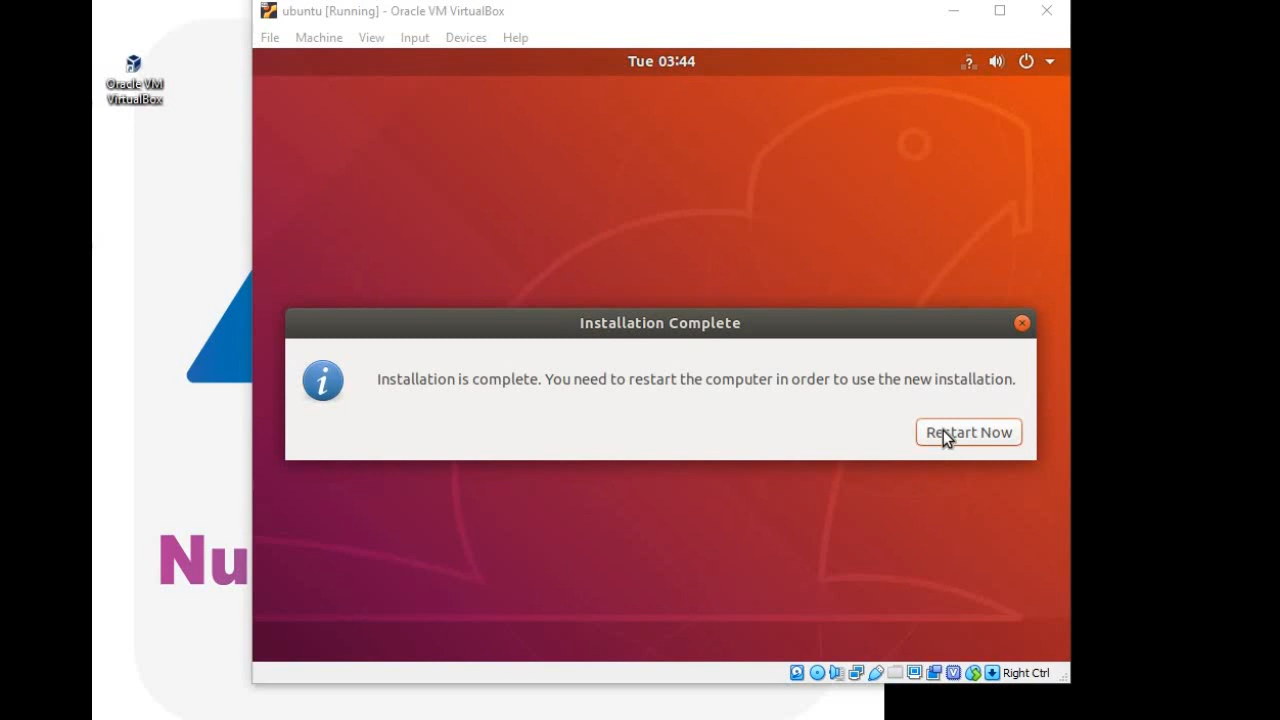 ubuntu [Running] - Oracle VM VirtualBox
File Machine View Input Devices Help
Tue 03:44
Oracle VM
VirtualBox
Installation Complete
Installation is complete. You need to restart the computer in order to use the new installation.
Restart Now
Nu
Right Ctrl